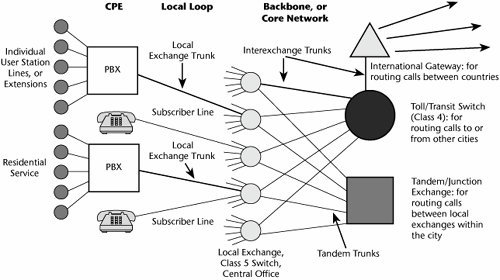 CPE
Local Loop
Backbone, or
Core Network
Individual
User Station
Lines, or
Extensions
PBX
Local
Exchange Trunk
Interexchange Trunks
International Gateway: for
routing calls between countries
Subscriber Line
Toll/Transit Switch
(Class 4): for
routing calls to or
from other cities
Residential
Service
PBX
Local
Exchange Trunk
Tandem/Junction
Exchange: for
routing calls
between local
exchanges within
the city
Subscriber Line
Local Exchange,
Class 5 Switch,
Central Office
Tandem Trunks